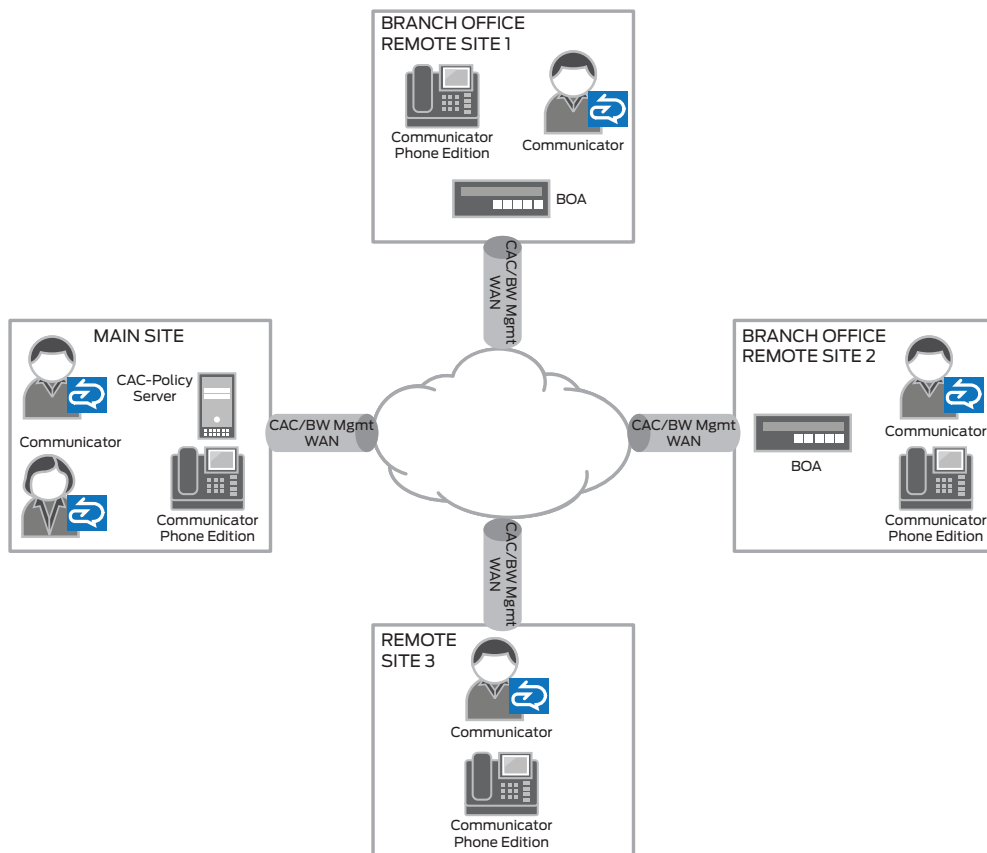 BRANCH OFFICE
REMOTE SITE 1
Communicator
Phone Edition
Communicator
BOA
CAC/BW Mgmt
WAN
MAIN SITE
CAC-Policy
Server
Communicator
Communicator
Phone Edition
CAC/BW Mgmt
WAN
CAC/BW Mgmt
WAN
BRANCH OFFICE
REMOTE SITE 2
Communicator
BOA
Communicator
Phone Edition
CAC/BW Mgmt
WAN
REMOTE
SITE 3
Communicator
Communicator
Phone Edition